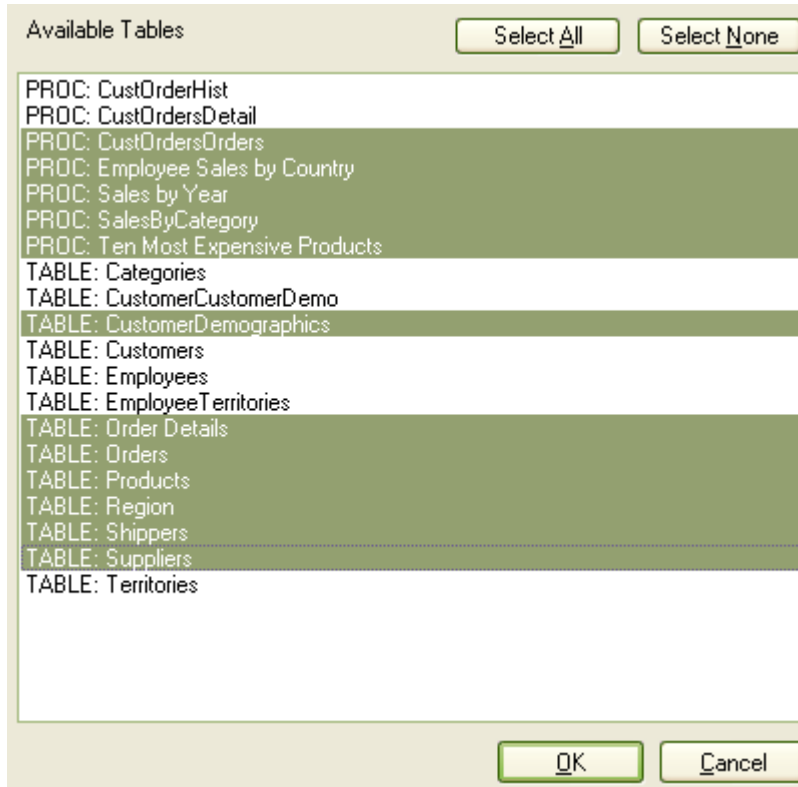 Available Tables Select All Select None
PROC: CustOrderHist
PROC: CustOrdersDetail
PROC: CustOrdersOrders
PROC: Employee Sales by Country
PROC: Sales by Year
PROC: SalesByCategory
PROC: Ten Most Expensive Products
TABLE: Categories
TABLE: CustomerCustomerDemo
TABLE: CustomerDemographics
TABLE: Customers
TABLE: Employees
TABLE: EmployeeTerritories
TABLE: Order Details
TABLE: Orders
TABLE: Products
TABLE: Region
TABLE: Shippers
TABLE: Suppliers
TABLE: Territories
OK Cancel